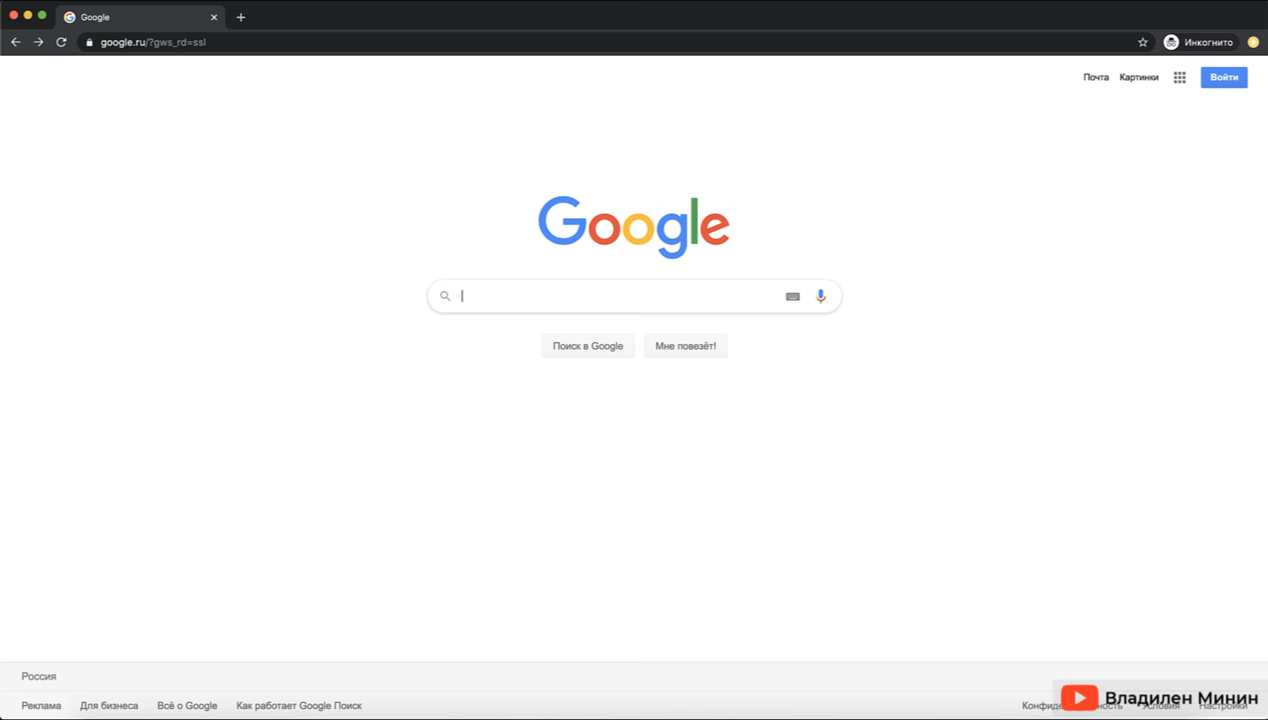 Google
google.ru/?gws_rd=ssl
Инкогнито
Почта Картинки Войти
Google
Поиск в Google Мне повезёт!
Россия
Реклама Для бизнеса Всё о Google Как работает Google Поиск
Условия Настройки
Владилен Минин